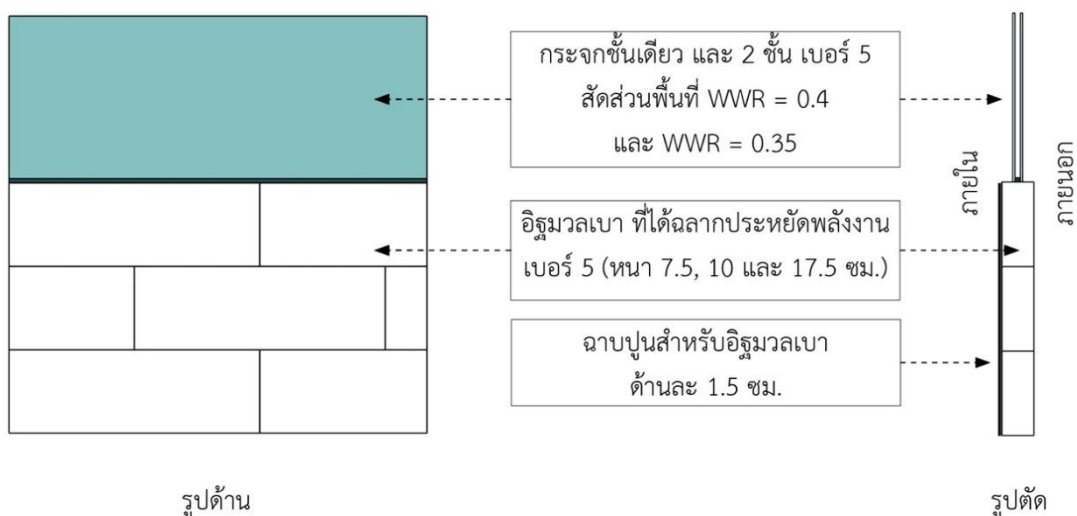 กระจกชั้นเดียว และ 2 ชั้น เบอร์ 5
สัดส่วนพื้นที่ WWR = 0.4
และ WWR = 0.35
ภายใน
ภายนอก
อิฐมวลเบา ที่ได้ฉลากประหยัดพลังงาน
เบอร์ 5 (หนา 7.5, 10 และ 17.5 ซม.)
ฉาบปูนสำหรับอิฐมวลเบา
ด้านละ 1.5 ซม.
รูปด้าน
รูปตัด